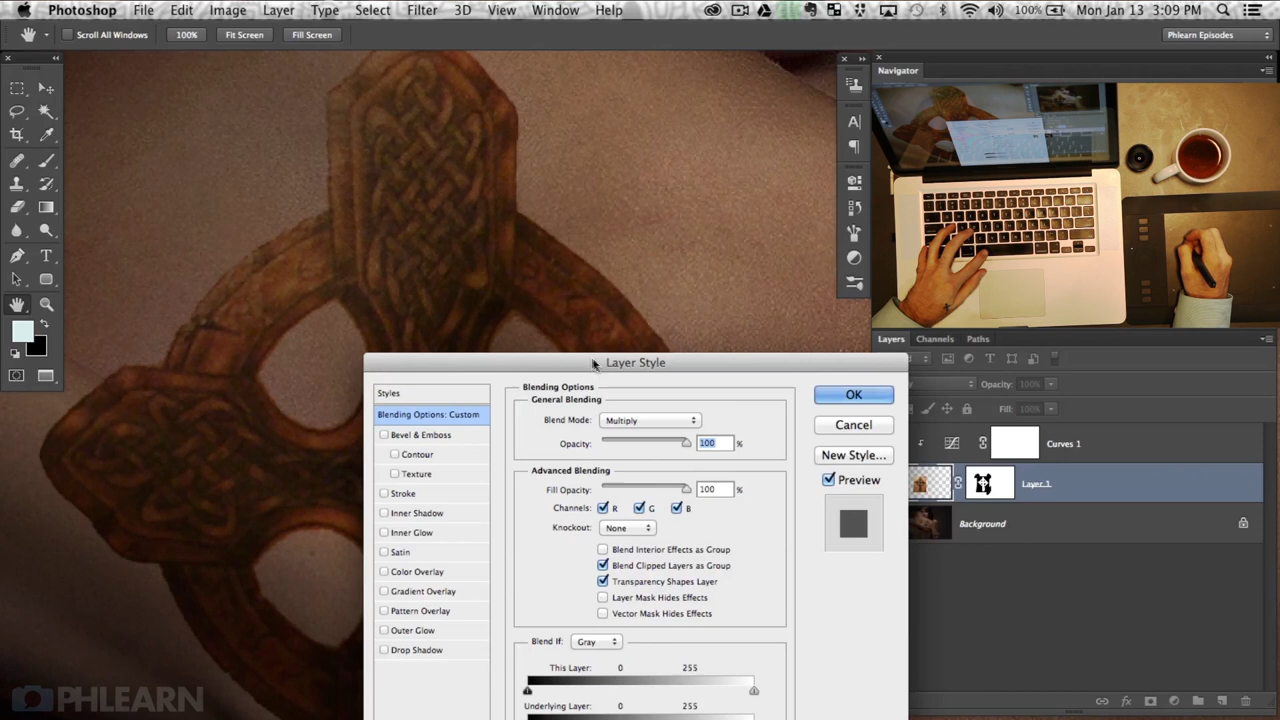 Photoshop File Edit Image Layer Type Select Filter 3D View Window Help 100% Mon Jan 13 3:09 PM
Scroll All Windows 100% Fit Screen Fill Screen Phlearn Episodes
Navigator
Layers Channels Paths
Opacity: 100%
Fill: 100%
Curves 1
Layer 1
Background
Layer Style
Styles
Blending Options: Custom
Bevel & Emboss
Contour
Texture
Stroke
Inner Shadow
Inner Glow
Satin
Color Overlay
Gradient Overlay
Pattern Overlay
Outer Glow
Drop Shadow
Blending Options
General Blending
Blend Mode: Multiply
Opacity: 100 %
Advanced Blending
Fill Opacity: 100 %
Channels: R G B
Knockout: None
Blend Interior Effects as Group
Blend Clipped Layers as Group
Transparency Shapes Layer
Layer Mask Hides Effects
Vector Mask Hides Effects
Blend If: Gray
This Layer: 0 255
Underlying Layer: 0 255
OK
Cancel
New Style...
Preview
PHLEARN